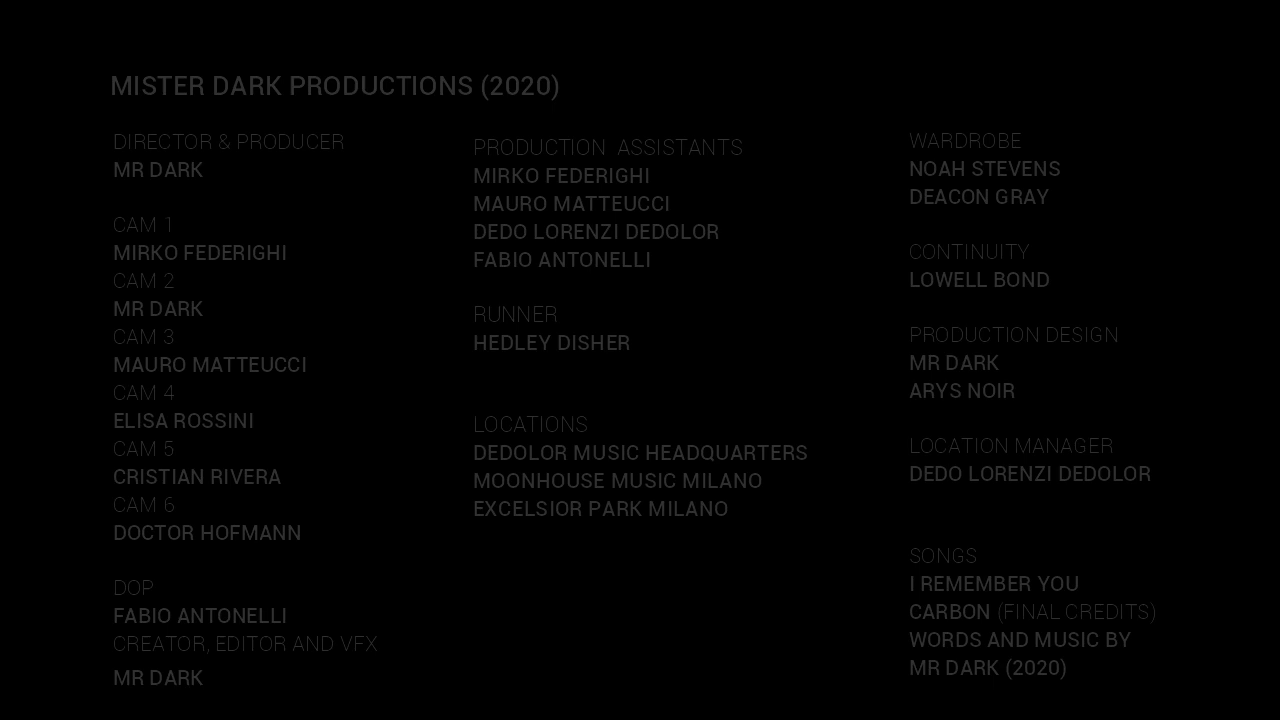 MISTER DARK PRODUCTIONS (2020)
DIRECTOR & PRODUCER
MR DARK
CAM 1
MIRKO FEDERIGHI
CAM 2
MR DARK
CAM 3
MAURO MATTEUCCI
CAM 4
ELISA ROSSINI
CAM 5
CRISTIAN RIVERA
CAM 6
DOCTOR HOFMANN
DOP
FABIO ANTONELLI
CREATOR, EDITOR AND VFX
MR DARK
PRODUCTION ASSISTANTS
MIRKO FEDERIGHI
MAURO MATTEUCCI
DEDO LORENZI DEDOLOR
FABIO ANTONELLI
RUNNER
HEDLEY DISHER
LOCATIONS
DEDOLOR MUSIC HEADQUARTERS
MOONHOUSE MUSIC MILANO
EXCELSIOR PARK MILANO
WARDROBE
NOAH STEVENS
DEACON GRAY
CONTINUITY
LOWELL BOND
PRODUCTION DESIGN
MR DARK
ARYS NOIR
LOCATION MANAGER
DEDO LORENZI DEDOLOR
SONGS
I REMEMBER YOU
CARBON (FINAL CREDITS)
WORDS AND MUSIC BY
MR DARK (2020)